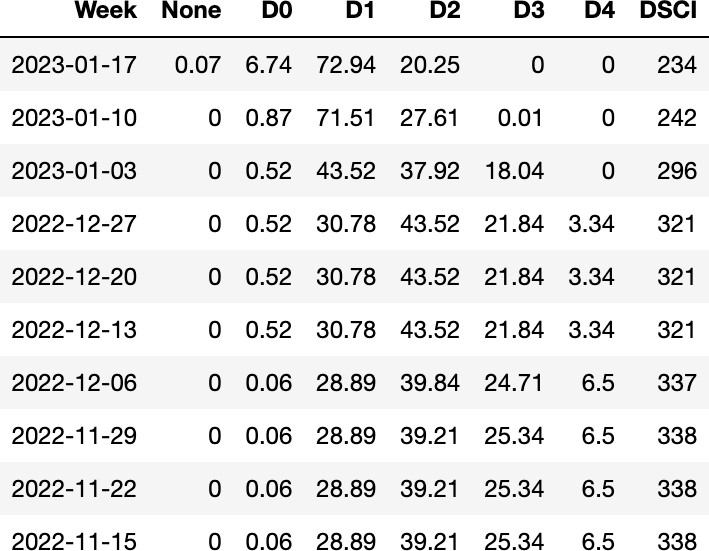 Week None D0 D1 D2 D3 D4 DSCI
2023-01-17 0.07 6.74 72.94 20.25 0 0 234
2023-01-10 0 0.87 71.51 27.61 0.01 0 242
2023-01-03 0 0.52 43.52 37.92 18.04 0 296
2022-12-27 0 0.52 30.78 43.52 21.84 3.34 321
2022-12-20 0 0.52 30.78 43.52 21.84 3.34 321
2022-12-13 0 0.52 30.78 43.52 21.84 3.34 321
2022-12-06 0 0.06 28.89 39.84 24.71 6.5 337
2022-11-29 0 0.06 28.89 39.21 25.34 6.5 338
2022-11-22 0 0.06 28.89 39.21 25.34 6.5 338
2022-11-15 0 0.06 28.89 39.21 25.34 6.5 338